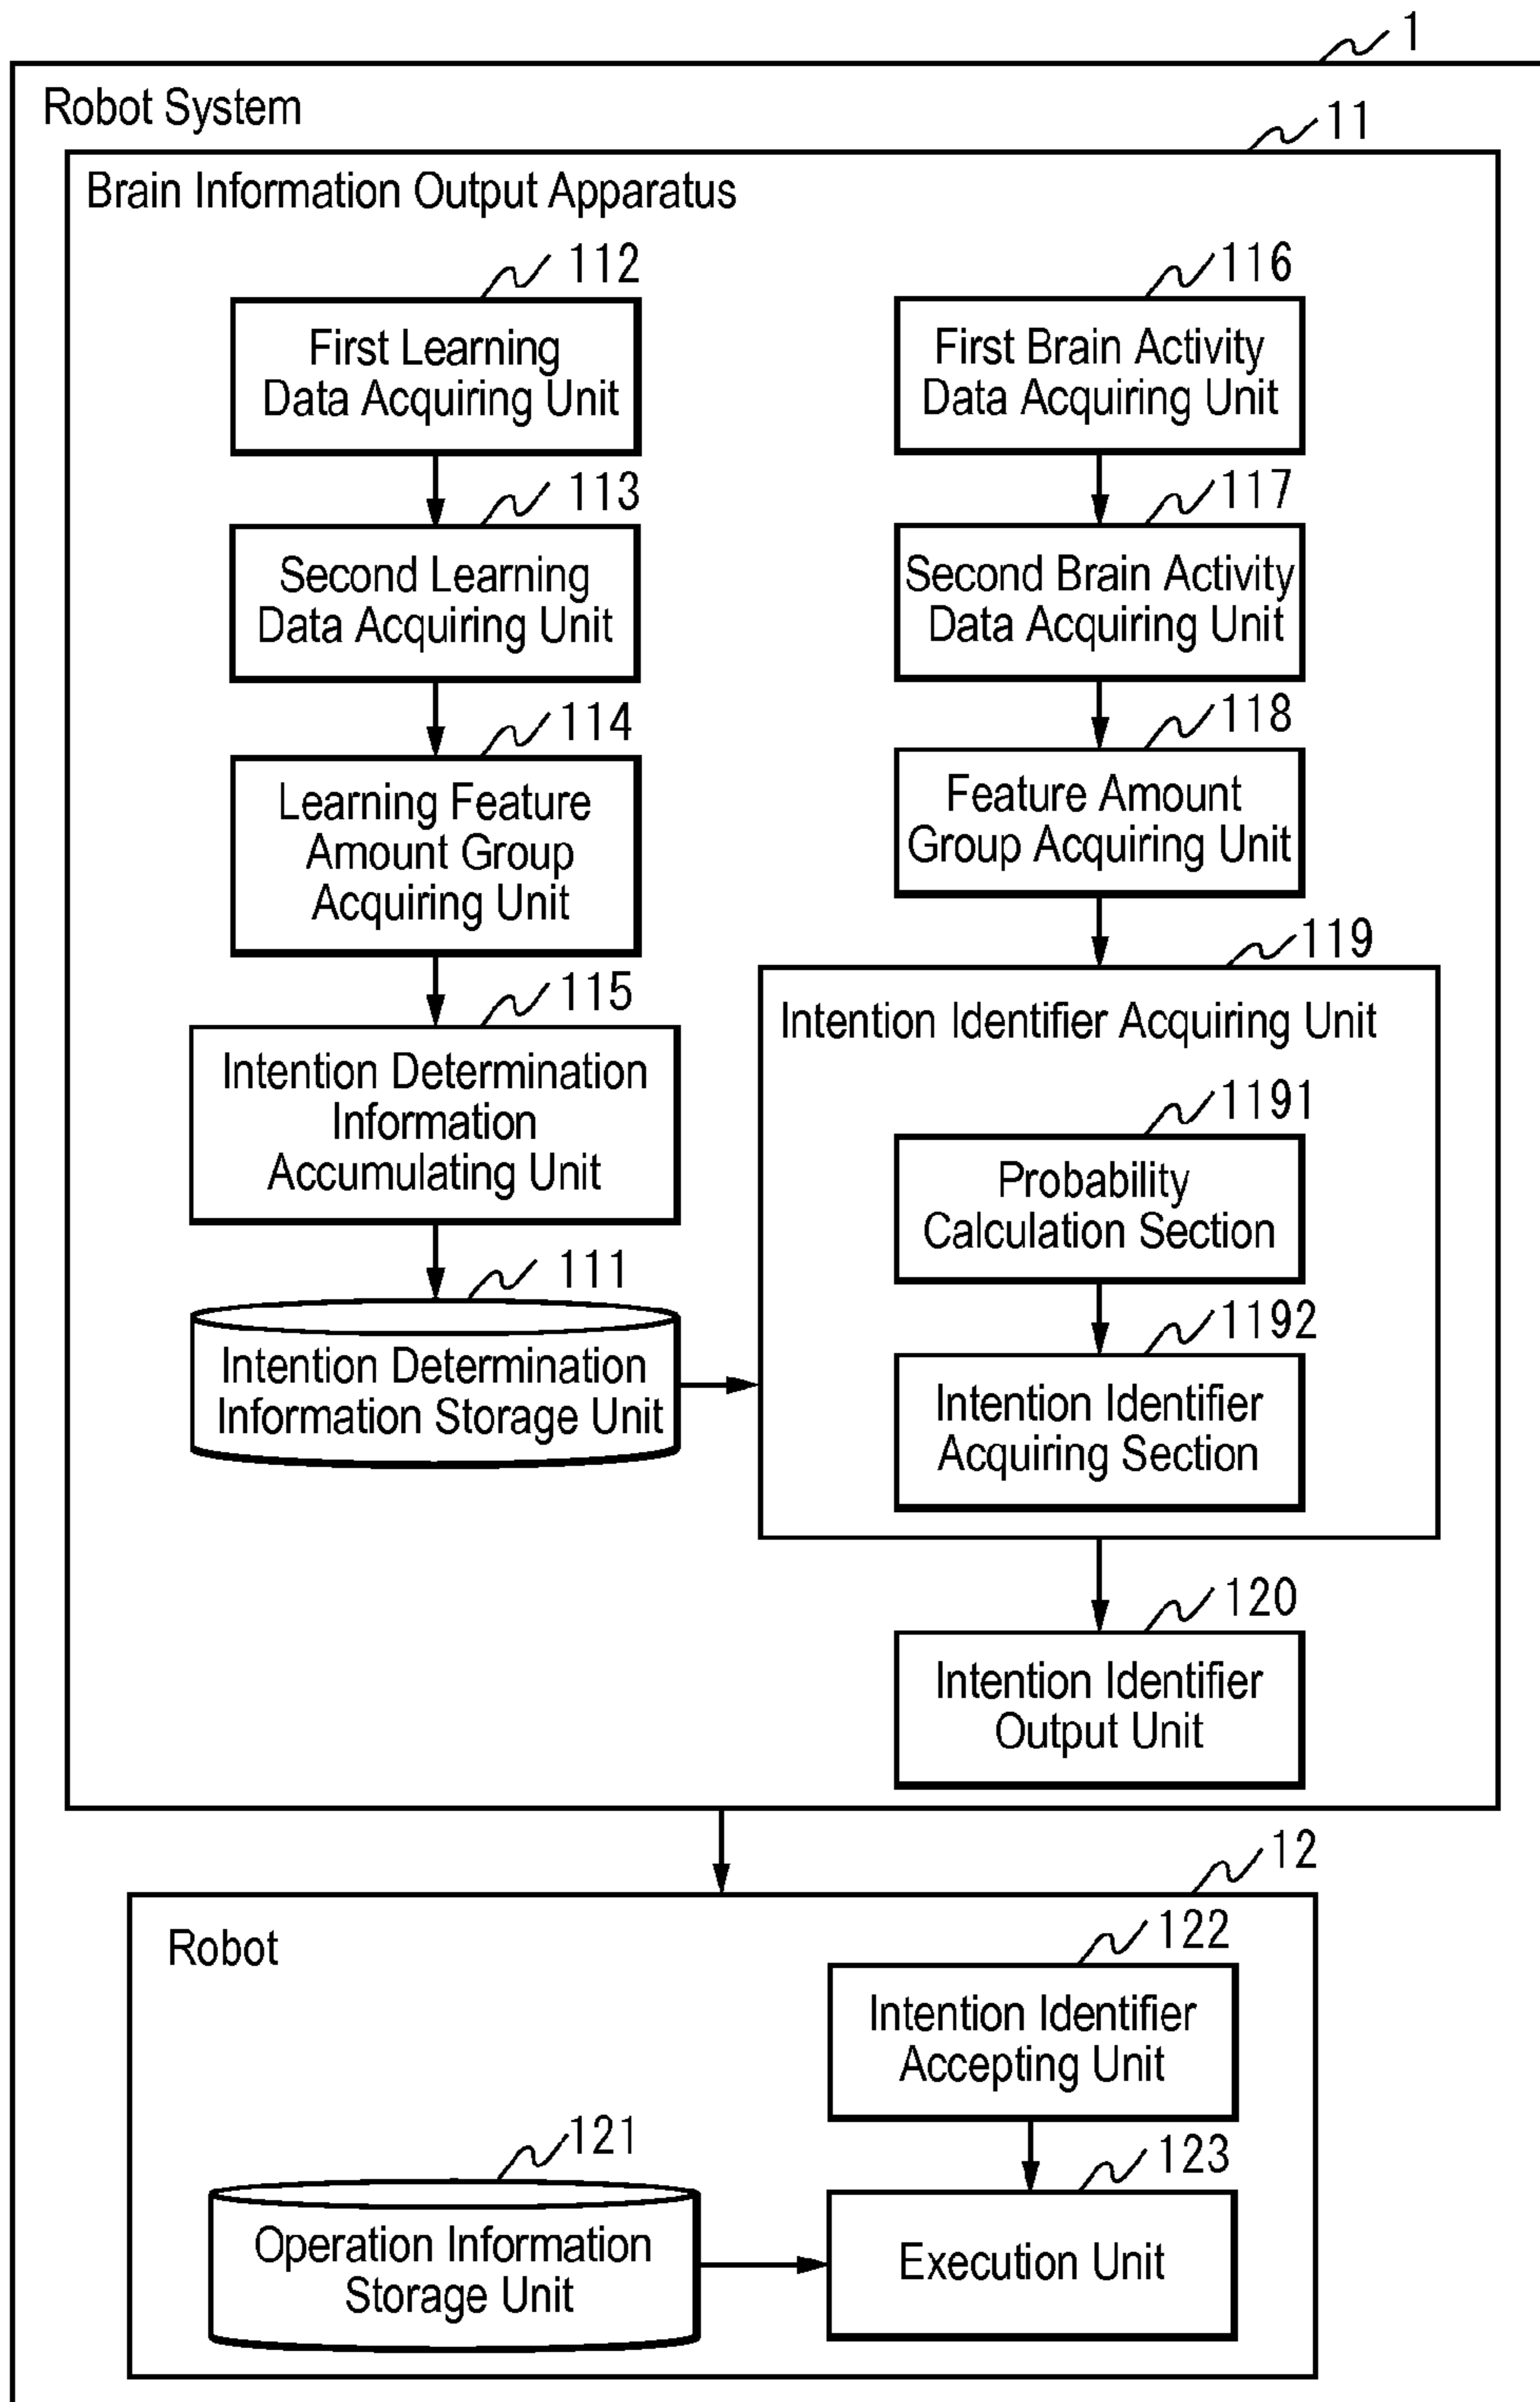 1
Robot System
11
Brain Information Output Apparatus
112
First Learning
Data Acquiring Unit
113
Second Learning
Data Acquiring Unit
114
Learning Feature
Amount Group
Acquiring Unit
115
Intention Determination
Information
Accumulating Unit
111
Intention Determination
Information Storage Unit
116
First Brain Activity
Data Acquiring Unit
117
Second Brain Activity
Data Acquiring Unit
118
Feature Amount
Group Acquiring Unit
119
Intention Identifier Acquiring Unit
1191
Probability
Calculation Section
1192
Intention Identifier
Acquiring Section
120
Intention Identifier
Output Unit
12
Robot
122
Intention Identifier
Accepting Unit
121
Operation Information
Storage Unit
123
Execution Unit